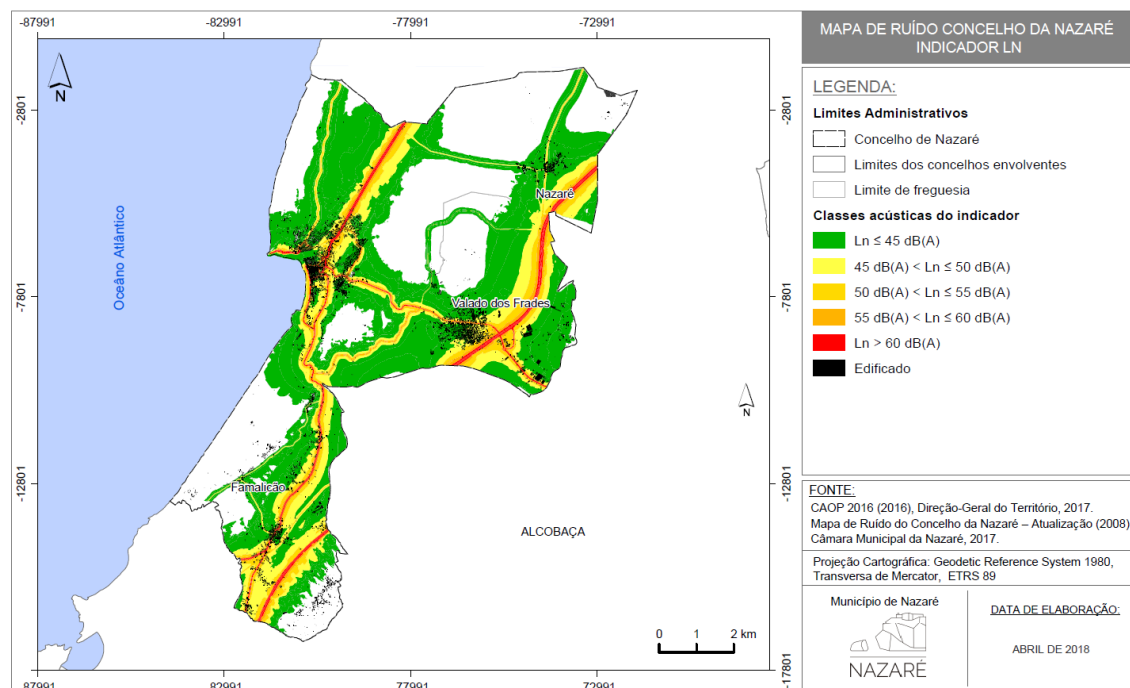 -87991
-82991
-77991
-72991
MAPA DE RUÍDO CONCELHO DA NAZARÉ
INDICADOR LN
N
-2801
-2801
LEGENDA:
Limites Administrativos
Concelho de Nazaré
Limites dos concelhos envolventes
Limite de freguesia
Classes acústicas do indicador
Ln ≤ 45 dB(A)
45 dB(A) < Ln ≤ 50 dB(A)
50 dB(A) < Ln ≤ 55 dB(A)
55 dB(A) < Ln ≤ 60 dB(A)
Ln > 60 dB(A)
Edificado
Nazaré
Oceâno Atlântico
-7801
-7801
Valado dos Frades
N
-12801
-12801
Famalicão
ALCOBAÇA
FONTE:
CAOP 2016 (2016), Direção-Geral do Território, 2017.
Mapa de Ruído do Concelho da Nazaré – Atualização (2008)
Câmara Municipal da Nazaré, 2017.
Projeção Cartográfica: Geodetic Reference System 1980,
Transversa de Mercator, ETRS 89
Município de Nazaré
NAZARÉ
DATA DE ELABORAÇÃO:
ABRIL DE 2018
0 1 2 km
-17801
-87991
-82991
-77991
-72991